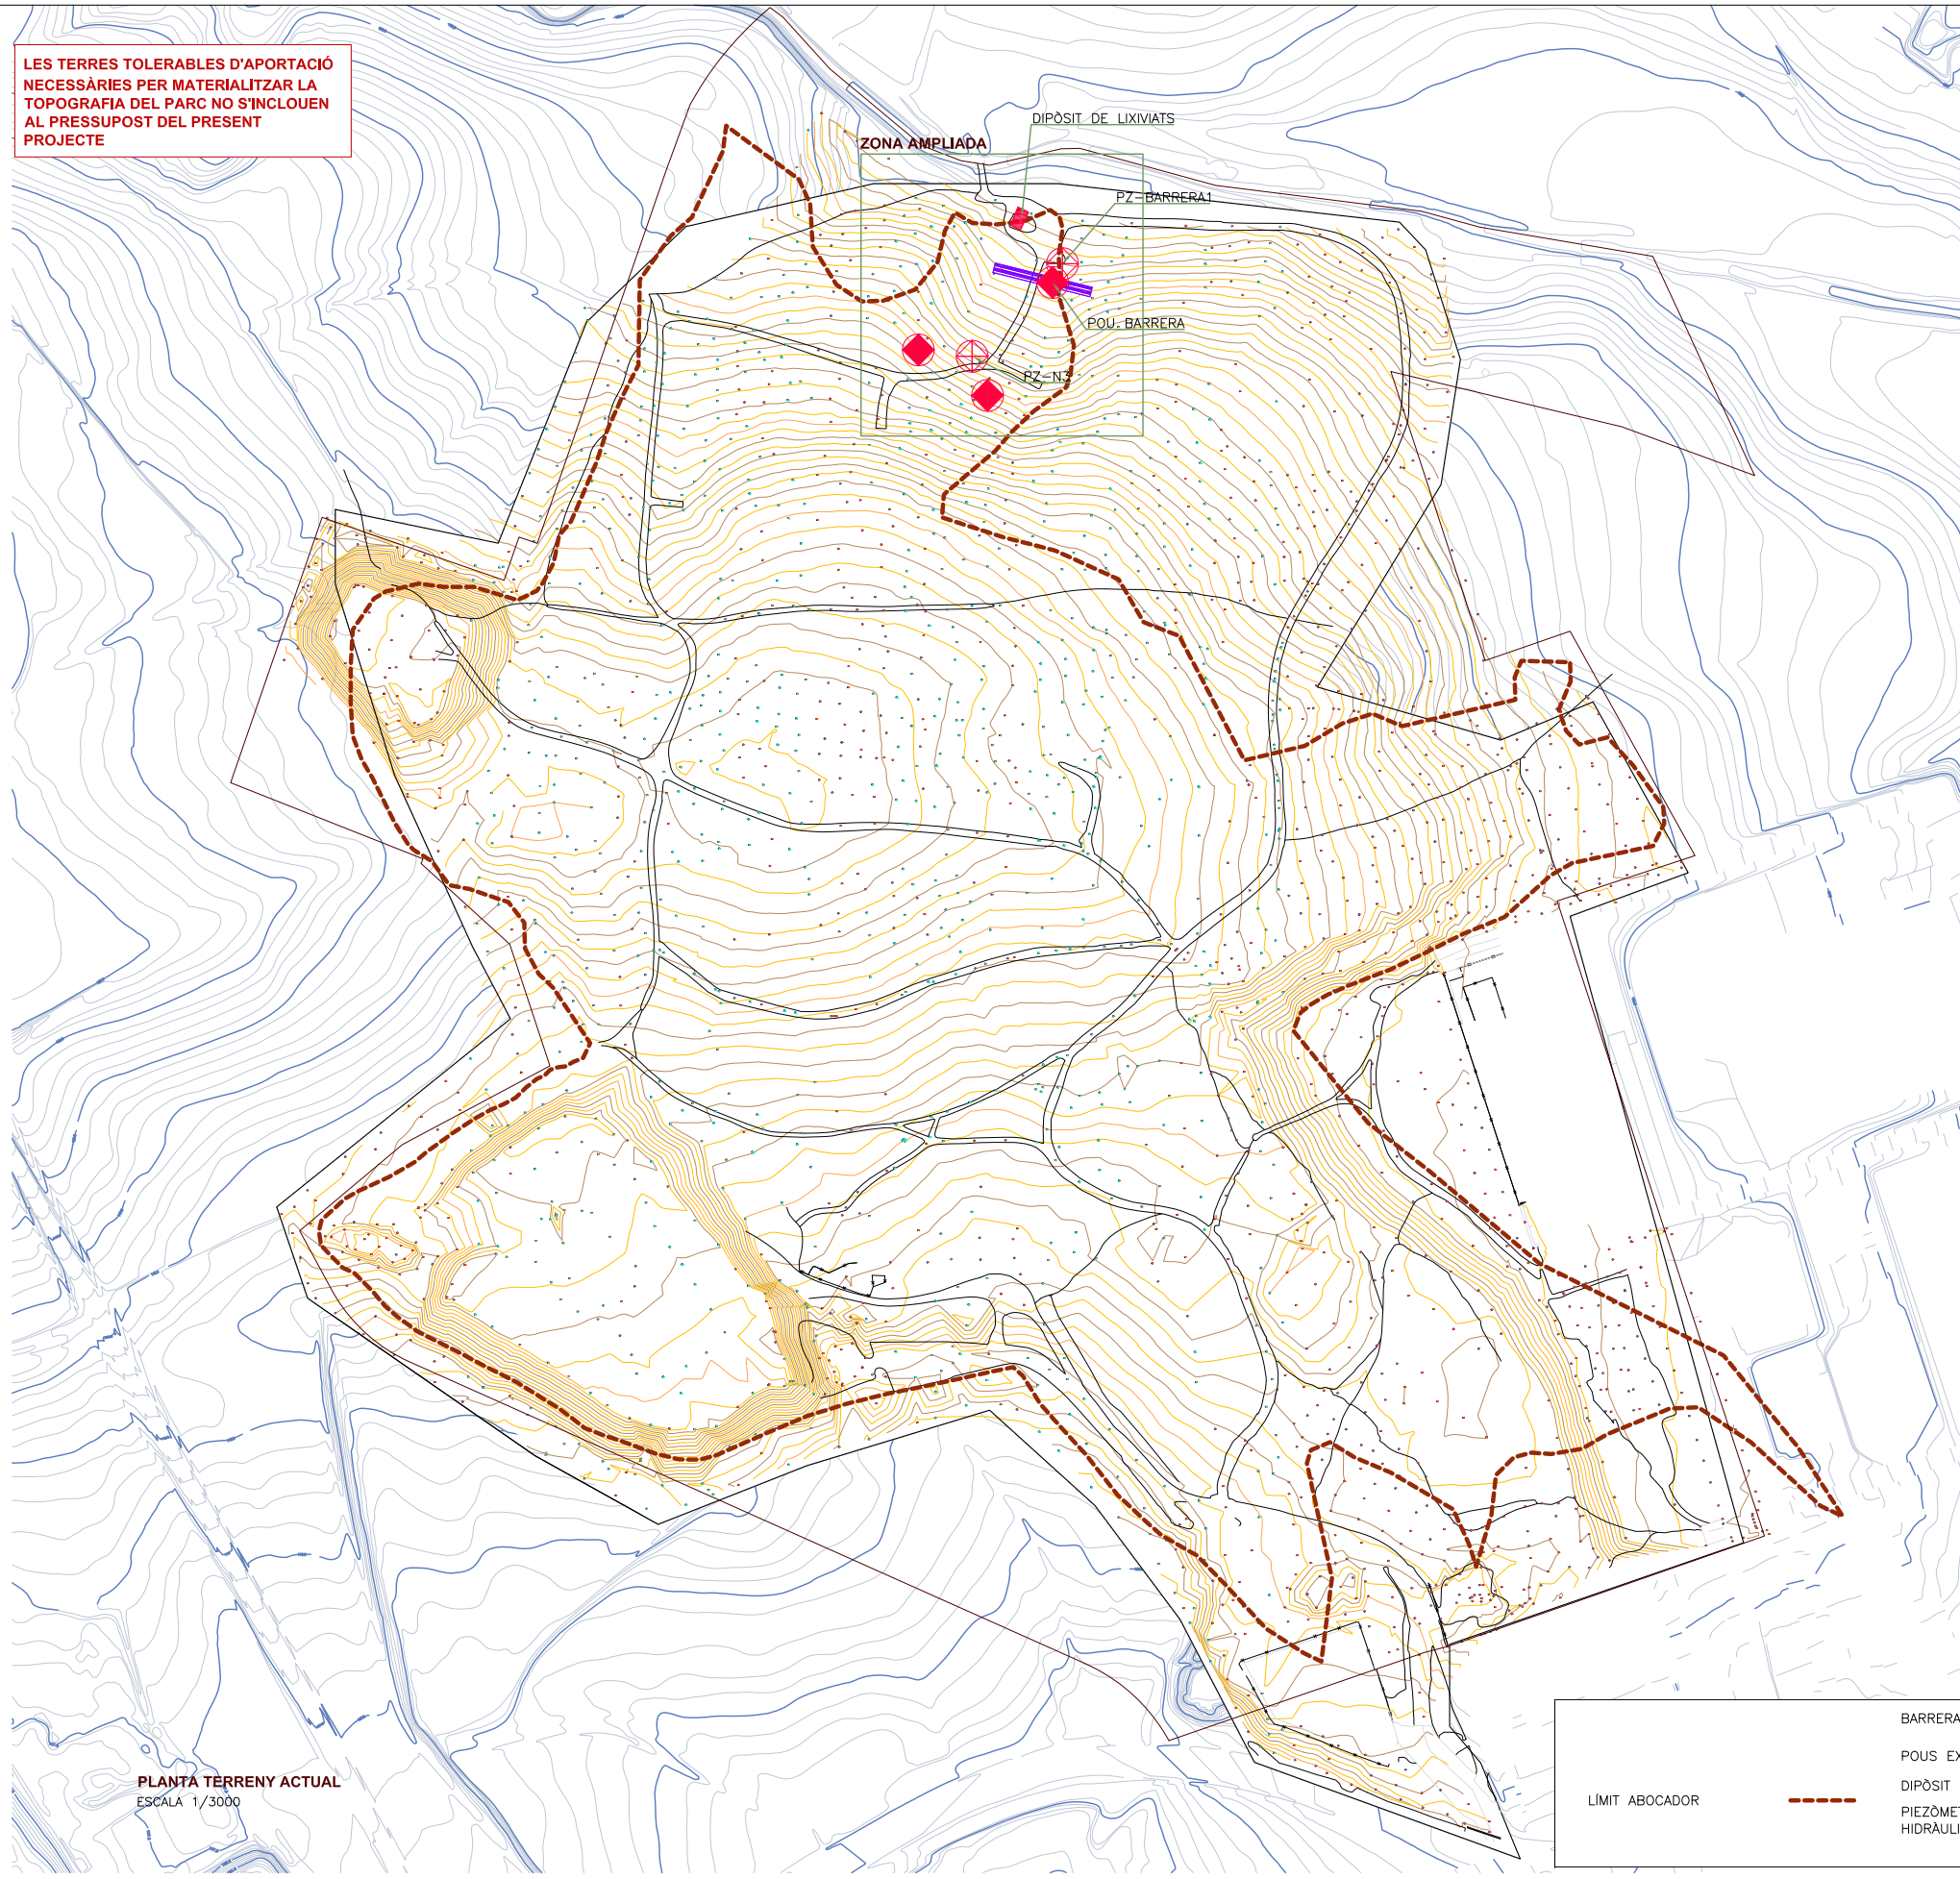 LES TERRES TOLERABLES D'APORTACIÓ
NECESSÀRIES PER MATERIALITZAR LA
TOPOGRAFIA DEL PARC NO S'INCLOUEN
AL PRESSUPOST DEL PRESENT
PROJECTE
DIPÒSIT DE LIXIVIATS
ZONA AMPLIADA
PZ-BARRERA1
POU. BARRERA
PZ-N3
PLANTA TERRENY ACTUAL
ESCALA 1/3000
LÍMIT ABOCADOR
BARRERA
POUS EX
DIPÒSIT
PIEZÒME
HIDRÀULI